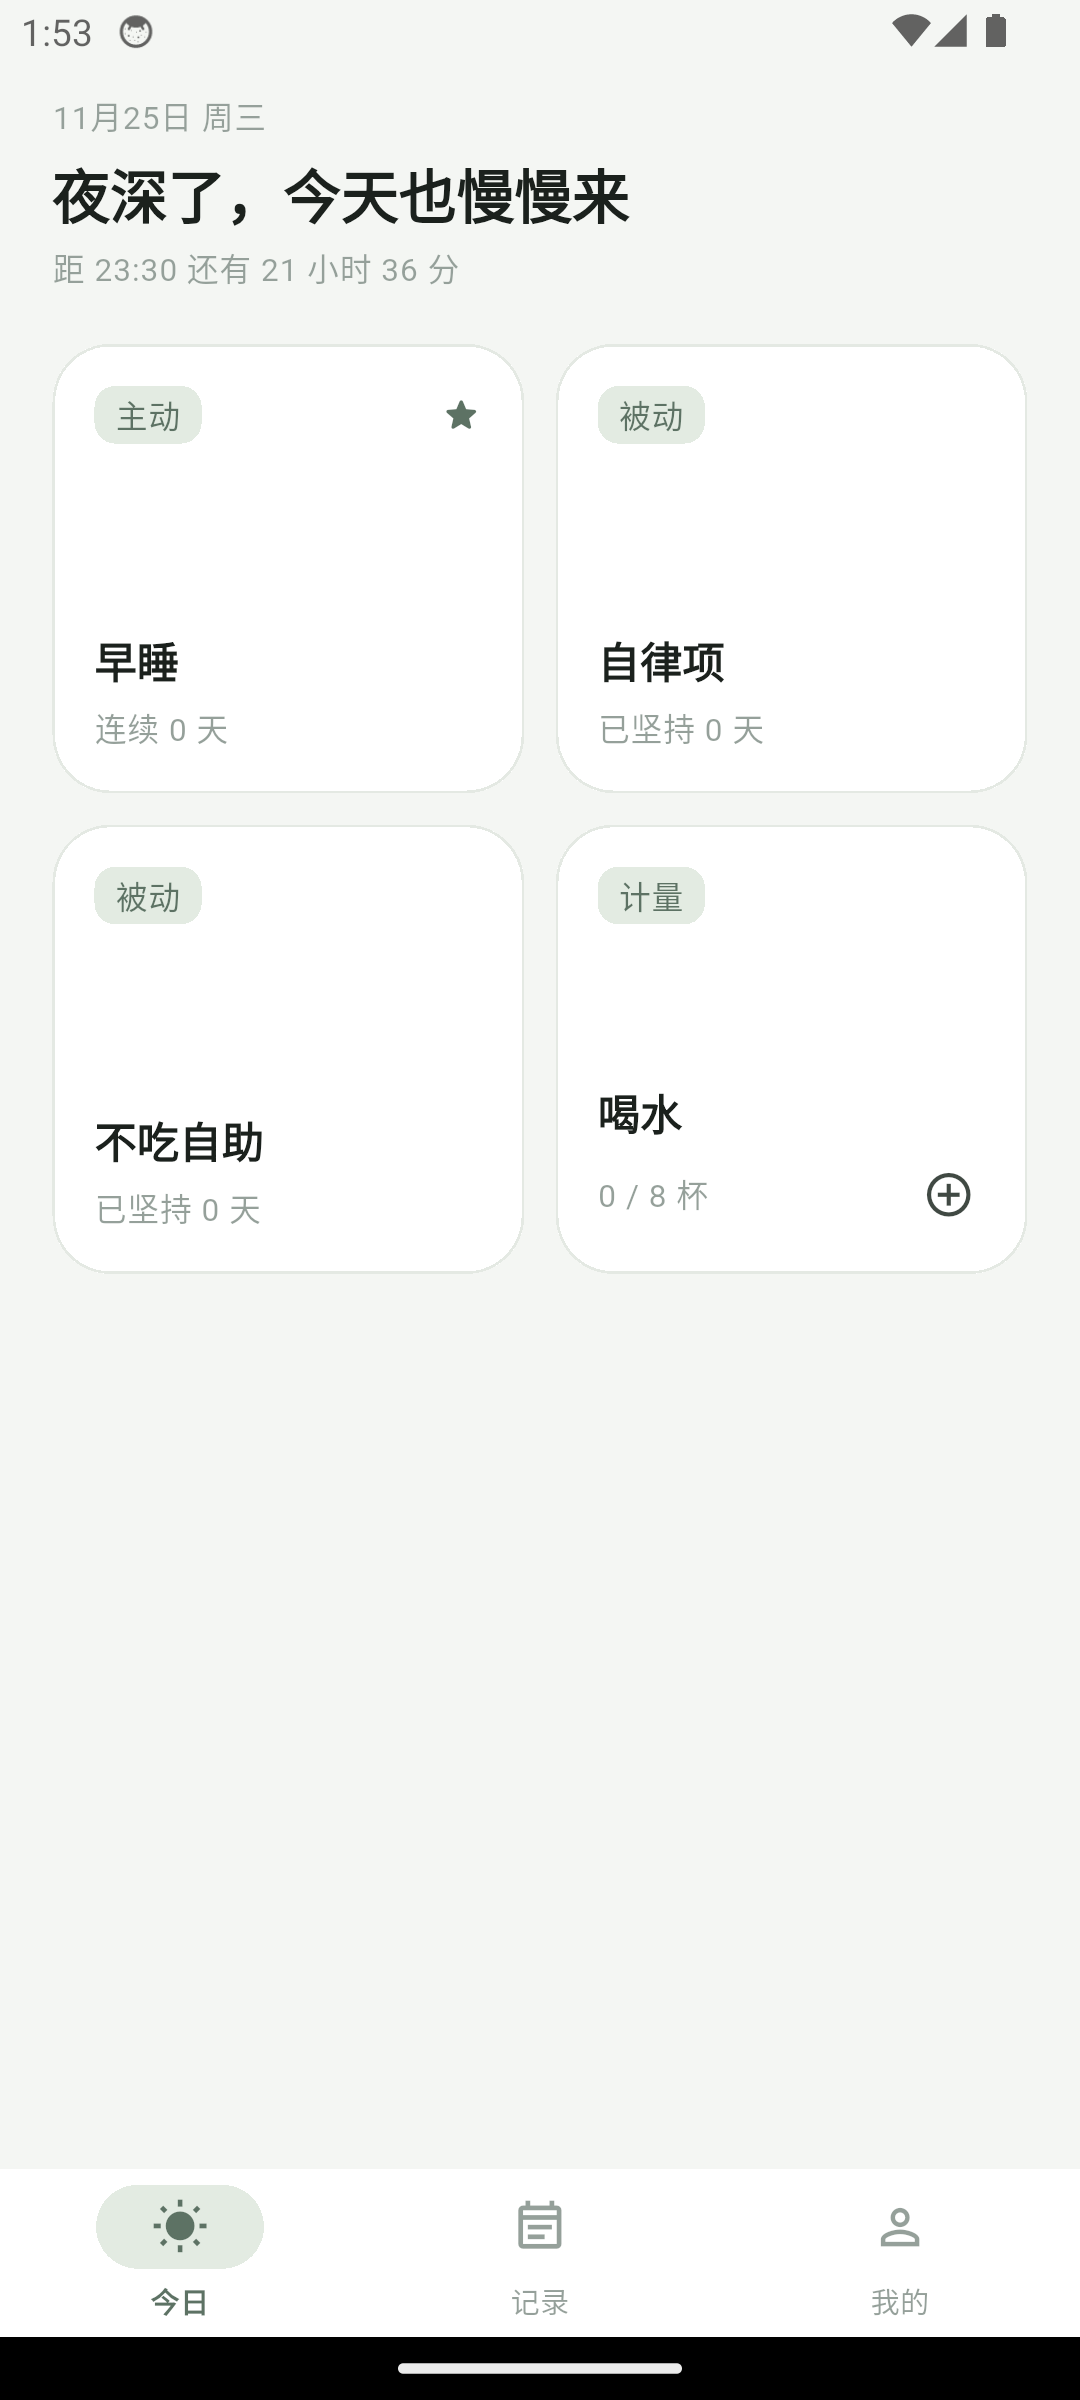 1:53
11月25日 周三
夜深了，今天也慢慢来
距 23:30 还有 21 小时 36 分
主动
被动
早睡
连续 0 天
自律项
已坚持 0 天
被动
计量
不吃自助
已坚持 0 天
喝水
0 / 8 杯
今日
记录
我的